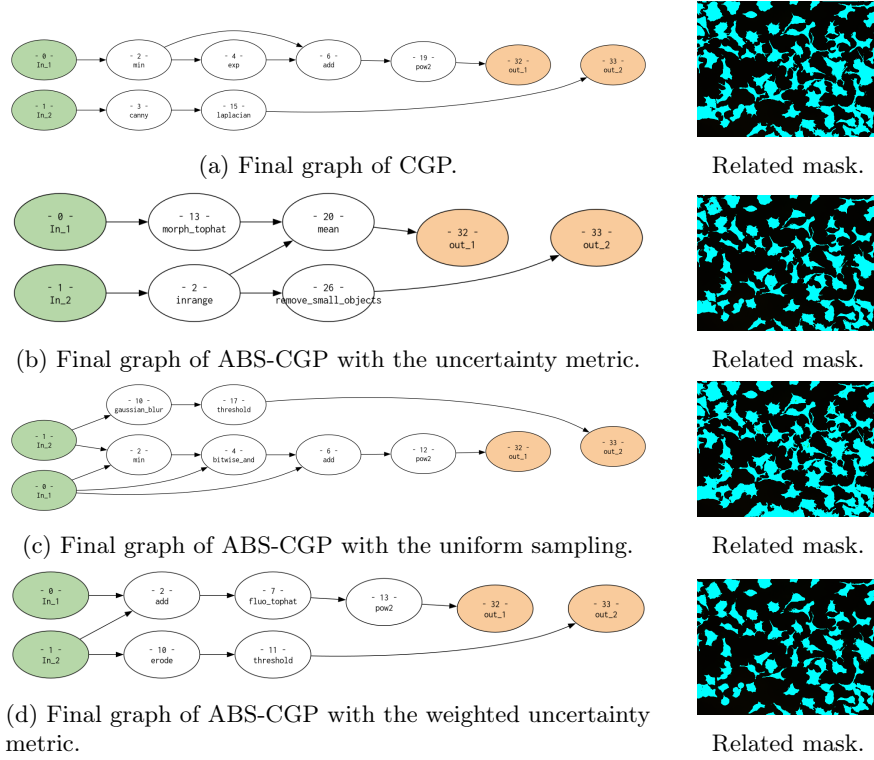 - 0 -
In_1
- 2 -
min
- 4 -
exp
- 6 -
add
- 19 -
pow2
- 32 -
out_1
- 33 -
out_2
- 1 -
In_2
- 3 -
canny
- 15 -
laplacian
(a) Final graph of CGP.
Related mask.
- 0 -
In_1
- 13 -
morph_tophat
- 20 -
mean
- 32 -
out_1
- 33 -
out_2
- 1 -
In_2
- 2 -
inrange
- 26 -
remove_small_objects
(b) Final graph of ABS-CGP with the uncertainty metric.
Related mask.
- 10 -
gaussian_blur
- 17 -
threshold
- 1 -
In_2
- 2 -
min
- 4 -
bitwise_and
- 6 -
add
- 12 -
pow2
- 32 -
out_1
- 33 -
out_2
- 0 -
In_1
(c) Final graph of ABS-CGP with the uniform sampling.
Related mask.
- 0 -
In_1
- 2 -
add
- 7 -
fluo_tophat
- 13 -
pow2
- 32 -
out_1
- 33 -
out_2
- 1 -
In_2
- 10 -
erode
- 11 -
threshold
(d) Final graph of ABS-CGP with the weighted uncertainty
metric.
Related mask.